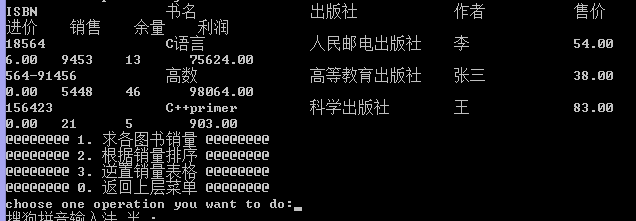 ISBN 书名 出版社 作者 售价
进价 销售 余量 利润
18564 C语言 人民邮电出版社 李 54.00
6.00 9453 13 75624.00
564-91456 高数 高等教育出版社 张三 38.00
0.00 5448 46 98064.00
156423 C++primer 科学出版社 王 83.00
0.00 21 5 903.00
@@@@@@@@ 1. 求各图书销量 @@@@@@@@
@@@@@@@@ 2. 根据销量排序 @@@@@@@@
@@@@@@@@ 3. 逆置销量表格 @@@@@@@@
@@@@@@@@ 0. 返回上层菜单 @@@@@@@@
choose one operation you want to do:
搜狗拼音输入法 半 :